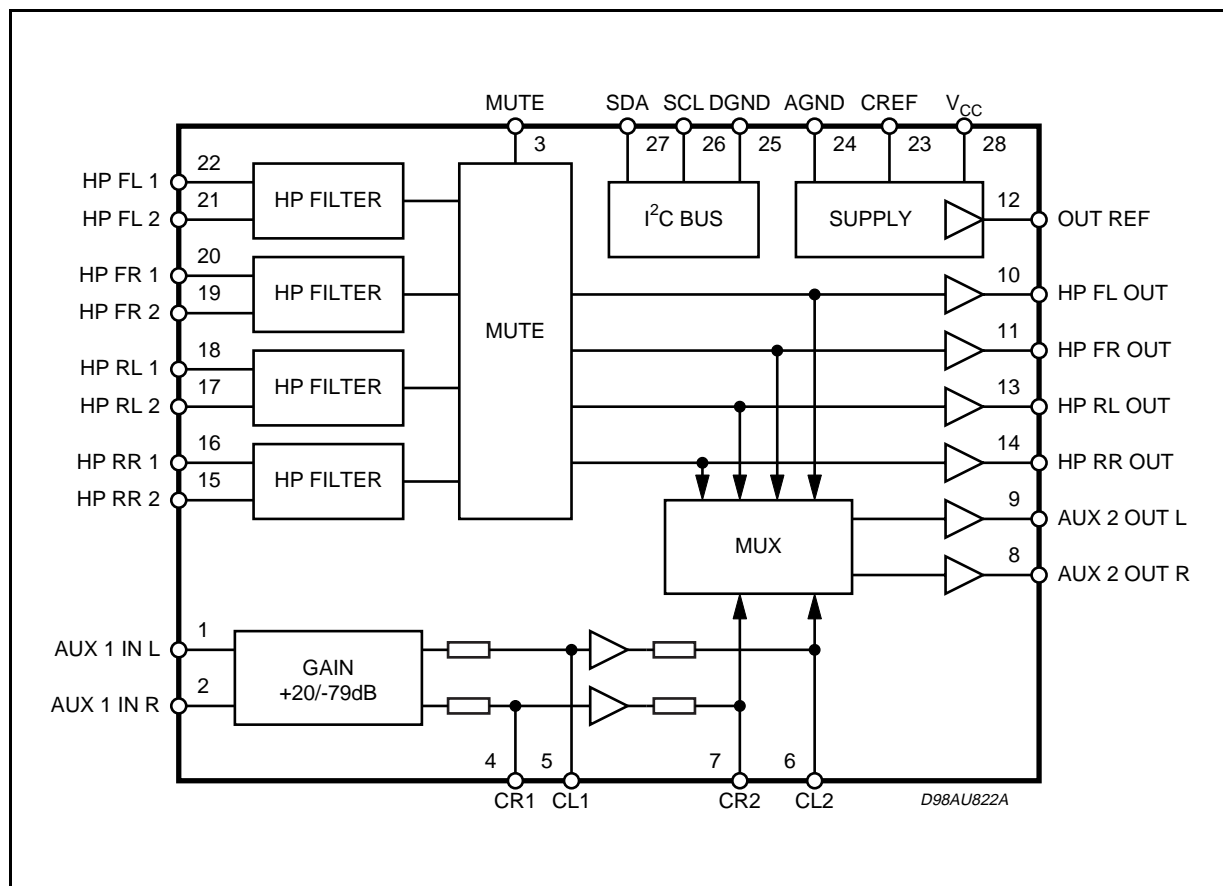 MUTE SDA SCL DGND AGND CREF VCC
3 27 26 25 24 23 28
HP FL 1 22
HP FL 2 21
HP FILTER
I2C BUS
SUPPLY
12 OUT REF
HP FR 1 20
HP FR 2 19
HP FILTER
MUTE
10 HP FL OUT
11 HP FR OUT
HP RL 1 18
HP RL 2 17
HP FILTER
13 HP RL OUT
HP RR 1 16
HP RR 2 15
HP FILTER
14 HP RR OUT
MUX
9 AUX 2 OUT L
8 AUX 2 OUT R
AUX 1 IN L 1
AUX 1 IN R 2
GAIN
+20/-79dB
4 5 7 6
CR1 CL1 CR2 CL2
D98AU822A